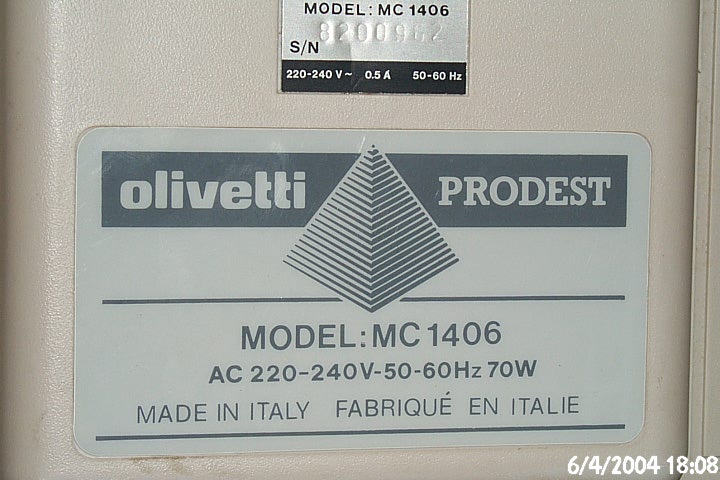 MODEL: MC 1406
S/N 8200962
220-240 V~ 0.5 A 50-60 Hz
olivetti PRODEST
MODEL: MC 1406
AC 220-240V-50-60Hz 70W
MADE IN ITALY FABRIQUÉ EN ITALIE
6/4/2004 18:08